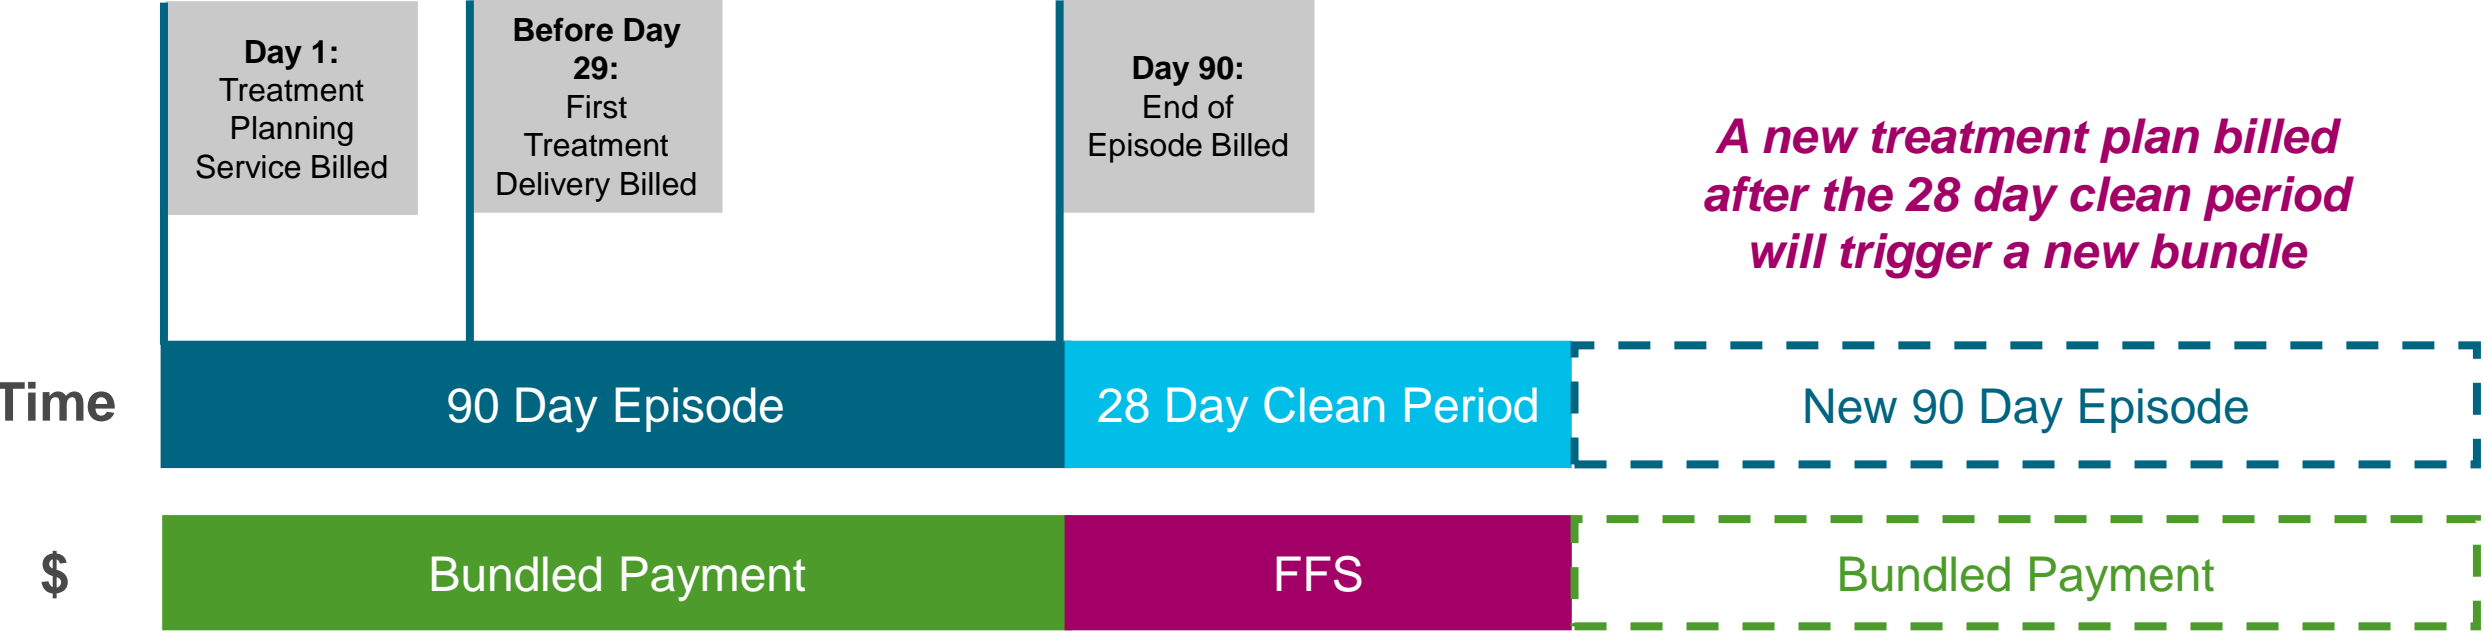 Day 1:
Treatment
Planning
Service Billed
Before Day
29:
First
Treatment
Delivery Billed
Day 90:
End of
Episode Billed
A new treatment plan billed
after the 28 day clean period
will trigger a new bundle
Time
90 Day Episode
28 Day Clean Period
New 90 Day Episode
$
Bundled Payment
FFS
Bundled Payment